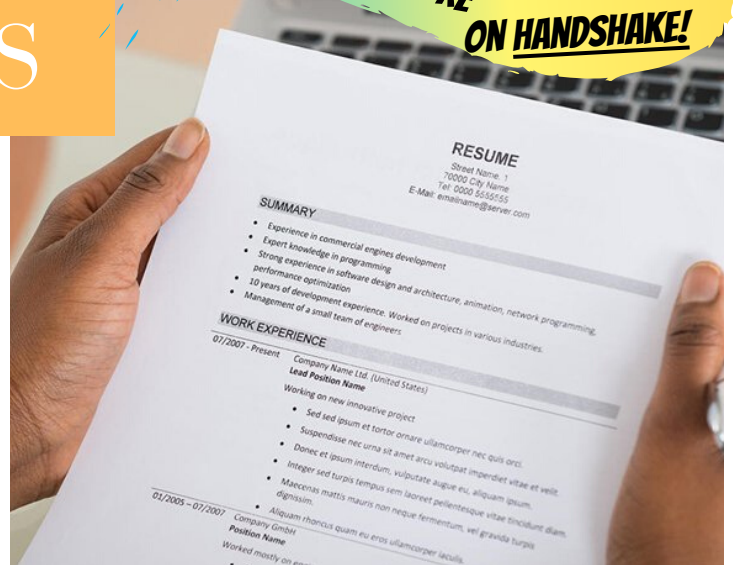 S
ON HANDSHAKE!
RESUME
Street Name. 1
70000 City Name
Tel: 0000 5555555
E-Mail: emailname@server.com
SUMMARY
• Experience in commercial engines development
• Expert knowledge in programming
• Strong experience in software design and architecture, animation, network programming,
performance optimization
• 10 years of development experience. Worked on projects in various industries.
• Management of a small team of engineers
WORK EXPERIENCE
07/2007 - Present Company Name Ltd. (United States)
Lead Position Name
Working on new innovative project
• Sed sed ipsum et tortor ornare ullamcorper nec quis orci.
• Suspendisse nec urna sit amet arcu volutpat imperdiet vitae et velit.
• Donec et ipsum interdum, vulputate augue eu, aliquam ipsum.
• Integer sed turpis tempus sem laoreet pellentesque vitae tincidunt diam.
• Maecenas mattis mauris non neque fermentum, vel gravida turpis
dignissim.
• Aliquam rhoncus quam eu eros ullamcorper iaculis.
01/2005 – 07/2007 Company GmbH
Position Name
Worked mostly on